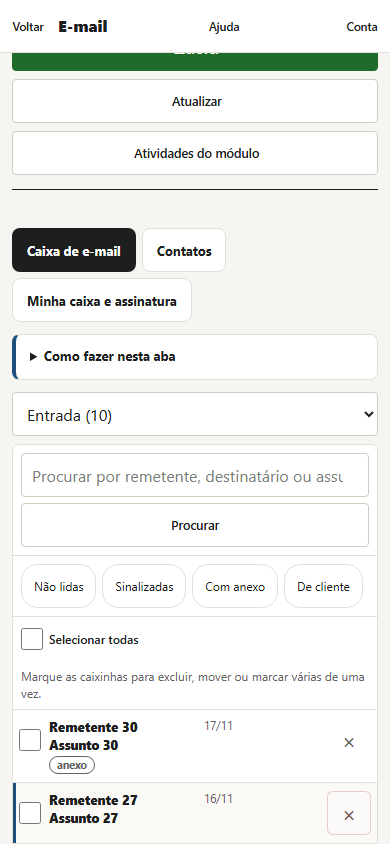 Voltar E-mail Ajuda Conta
Atualizar
Atividades do módulo
Caixa de e-mail Contatos
Minha caixa e assinatura
▶ Como fazer nesta aba
Entrada (10)
Procurar por remetente, destinatário ou assu
Procurar
Não lidas Sinalizadas Com anexo De cliente
Selecionar todas
Marque as caixinhas para excluir, mover ou marcar várias de uma
vez.
Remetente 30 17/11
Assunto 30 ×
anexo
Remetente 27 16/11
Assunto 27 ×